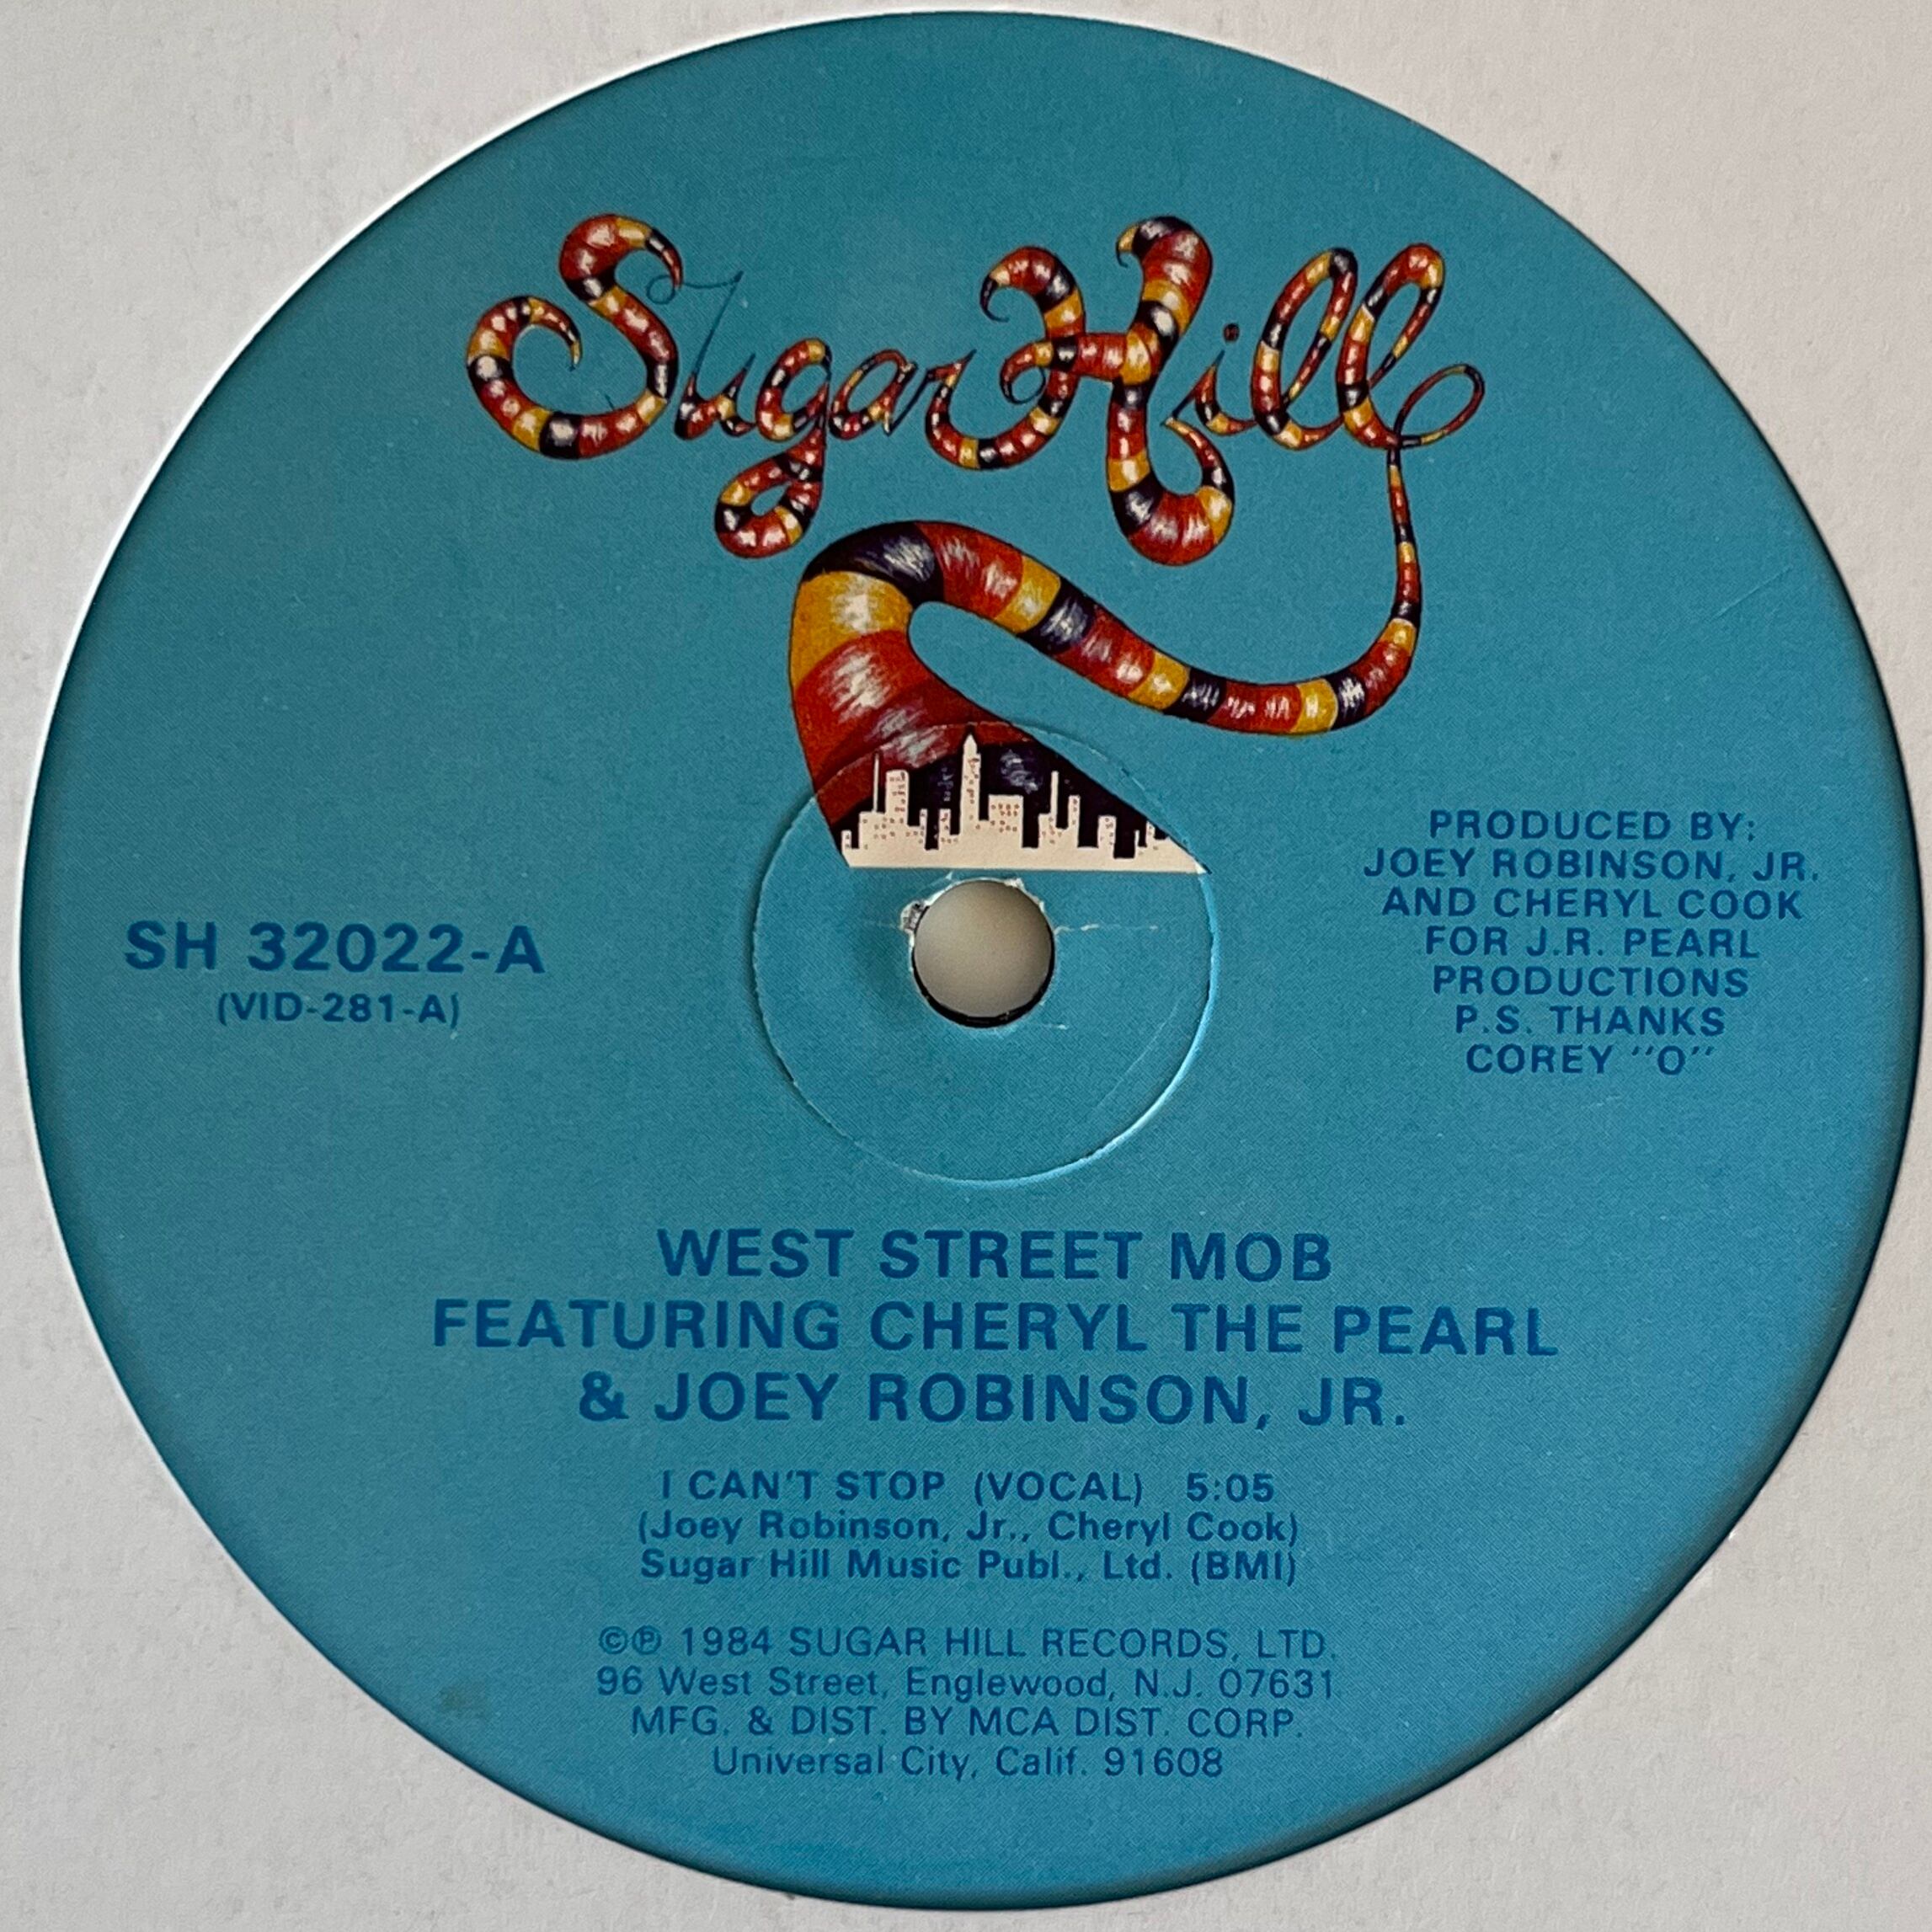 Sugar Hill
PRODUCED BY:
JOEY ROBINSON, JR.
AND CHERYL COOK
FOR J.R. PEARL
PRODUCTIONS
P.S. THANKS
COREY "O"
SH 32022-A
(VID-281-A)
WEST STREET MOB
FEATURING CHERYL THE PEARL
& JOEY ROBINSON, JR.
I CAN'T STOP (VOCAL) 5:05
(Joey Robinson, Jr., Cheryl Cook)
Sugar Hill Music Publ., Ltd. (BMI)
©℗ 1984 SUGAR HILL RECORDS, LTD.
96 West Street, Englewood, N.J. 07631
MFG. & DIST. BY MCA DIST. CORP.
Universal City, Calif. 91608